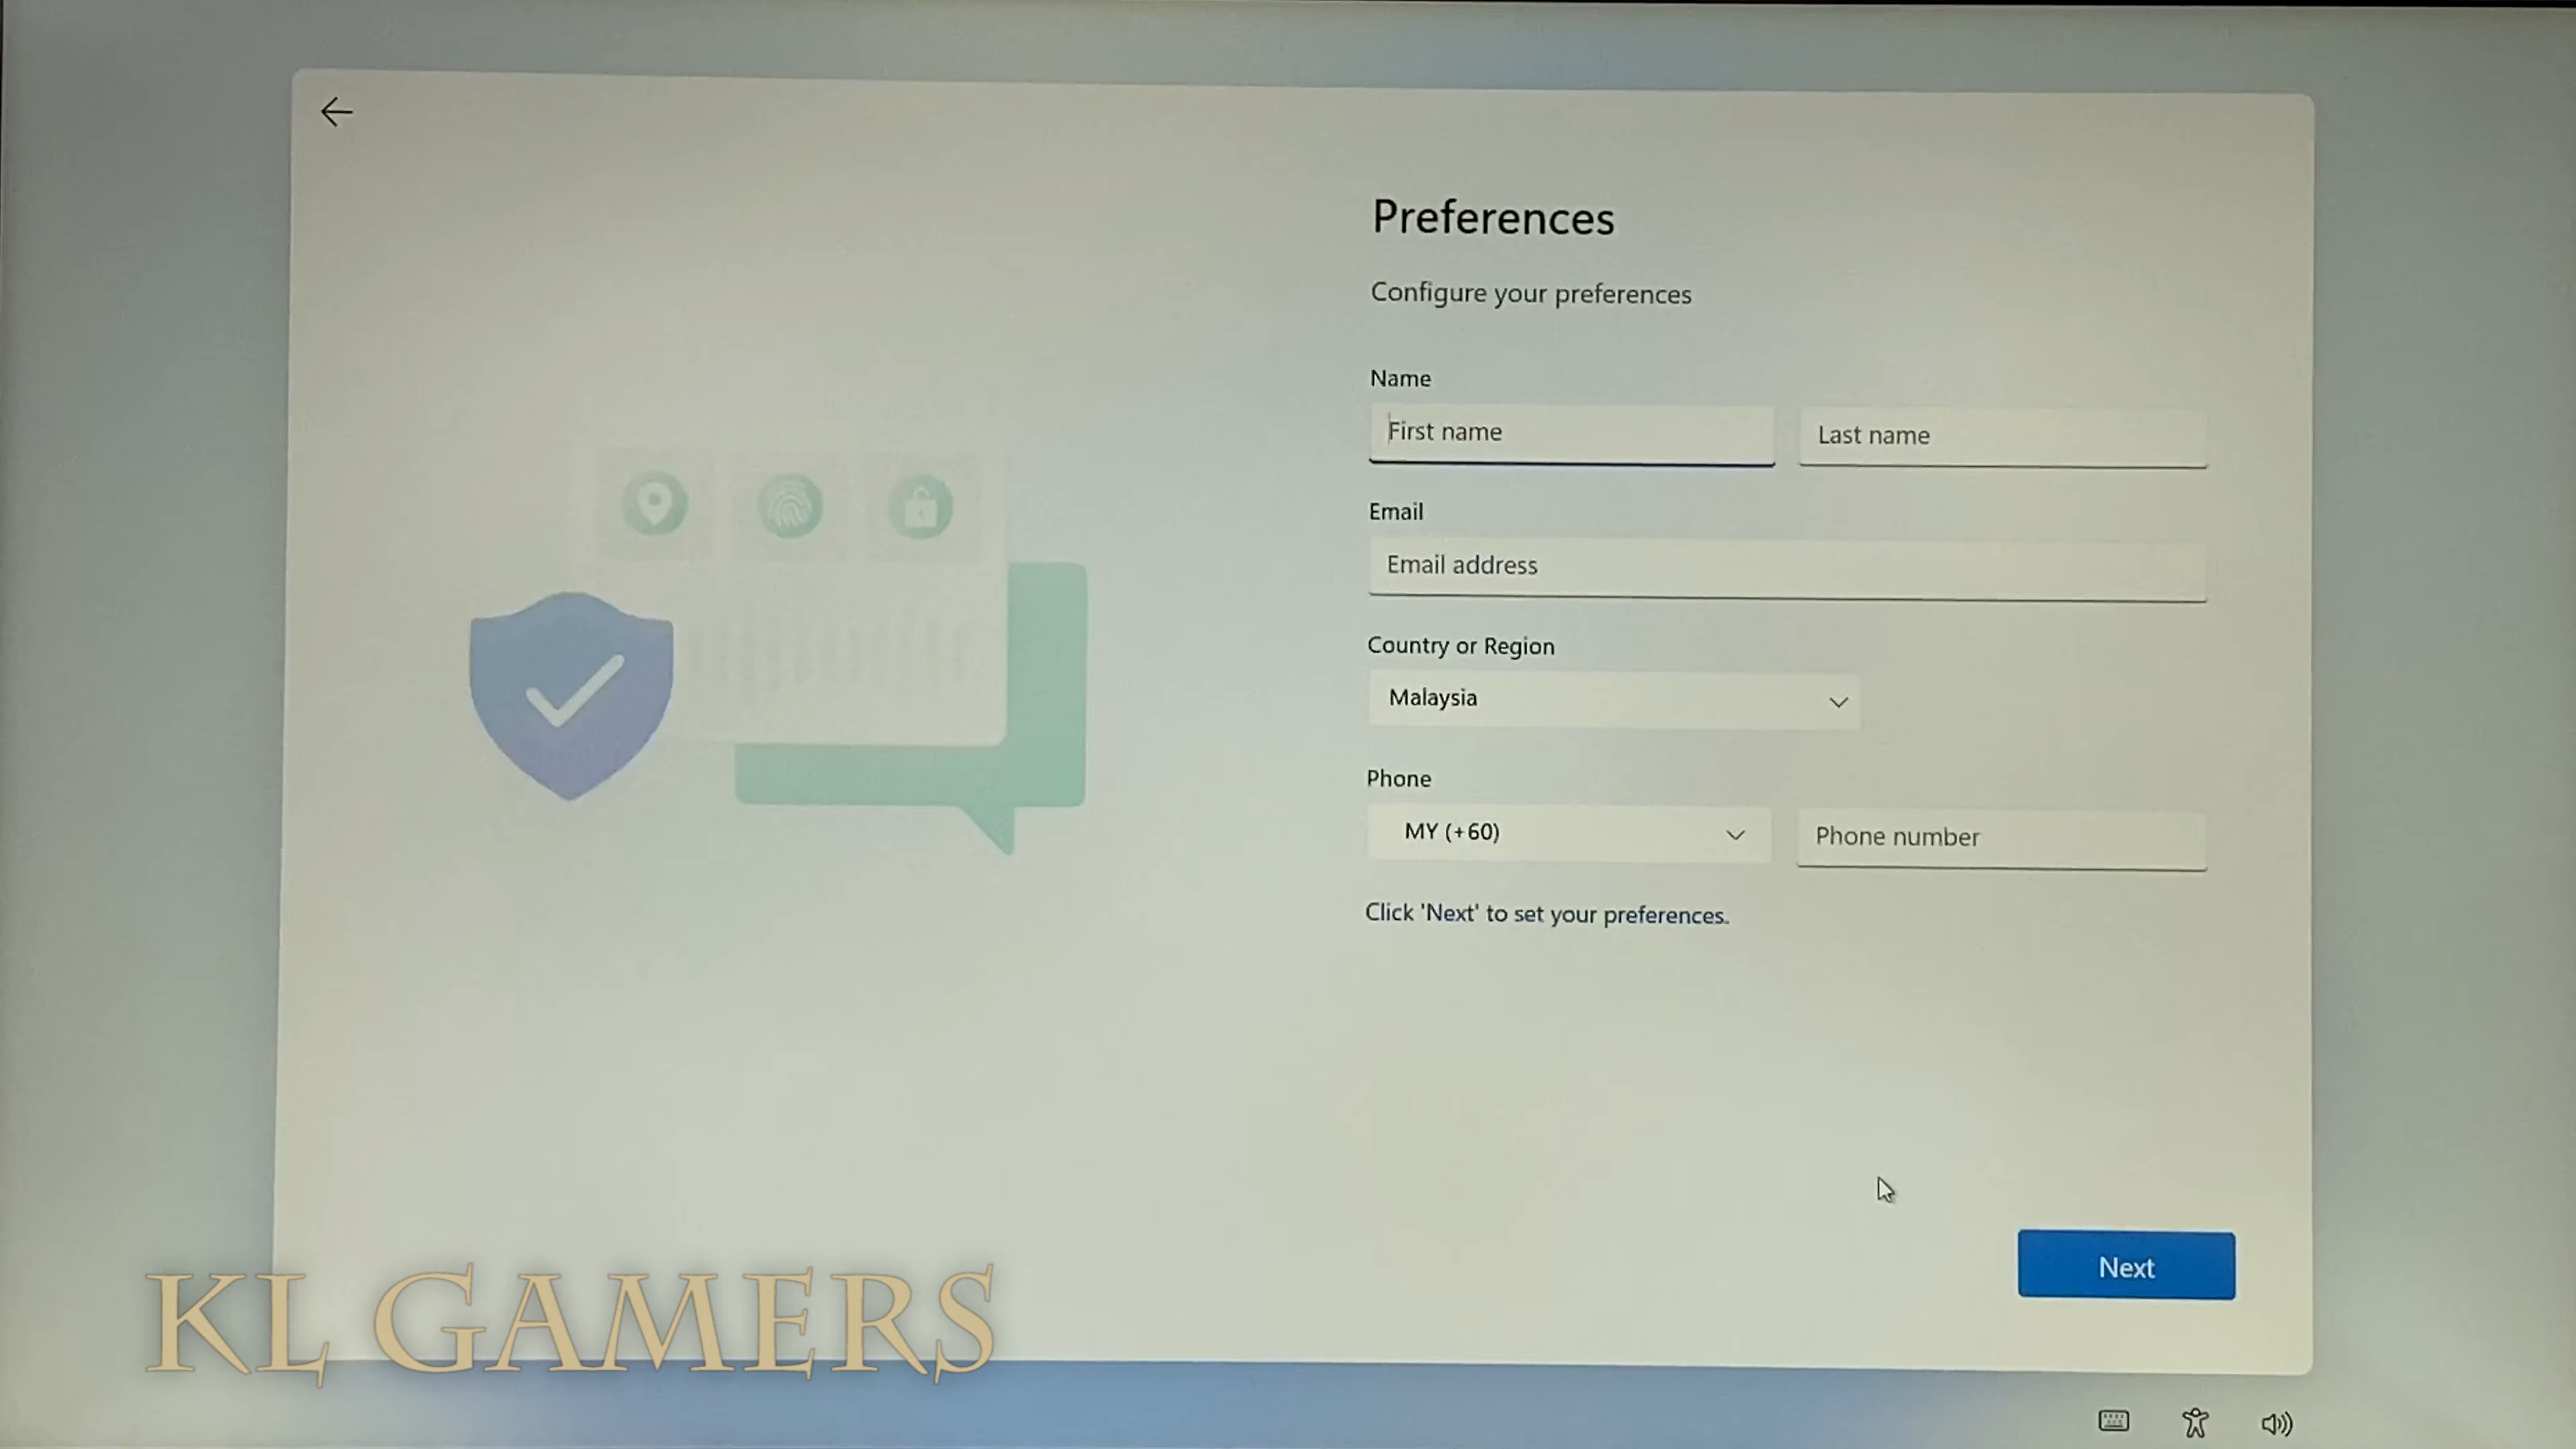 Preferences
Configure your preferences
Name
First name
Last name
Email
Email address
Country or Region
Malaysia
Phone
MY (+60)
Phone number
Click 'Next' to set your preferences.
Next
KL GAMERS